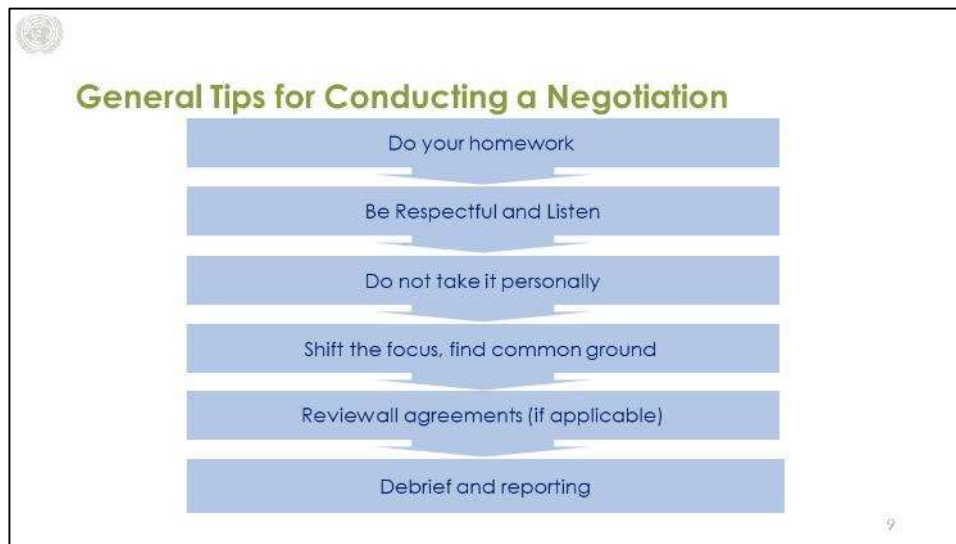 General Tips for Conducting a Negotiation
Do your homework
Be Respectful and Listen
Do not take it personally
Shift the focus, find common ground
Reviewall agreements (if applicable)
Debrief and reporting
9